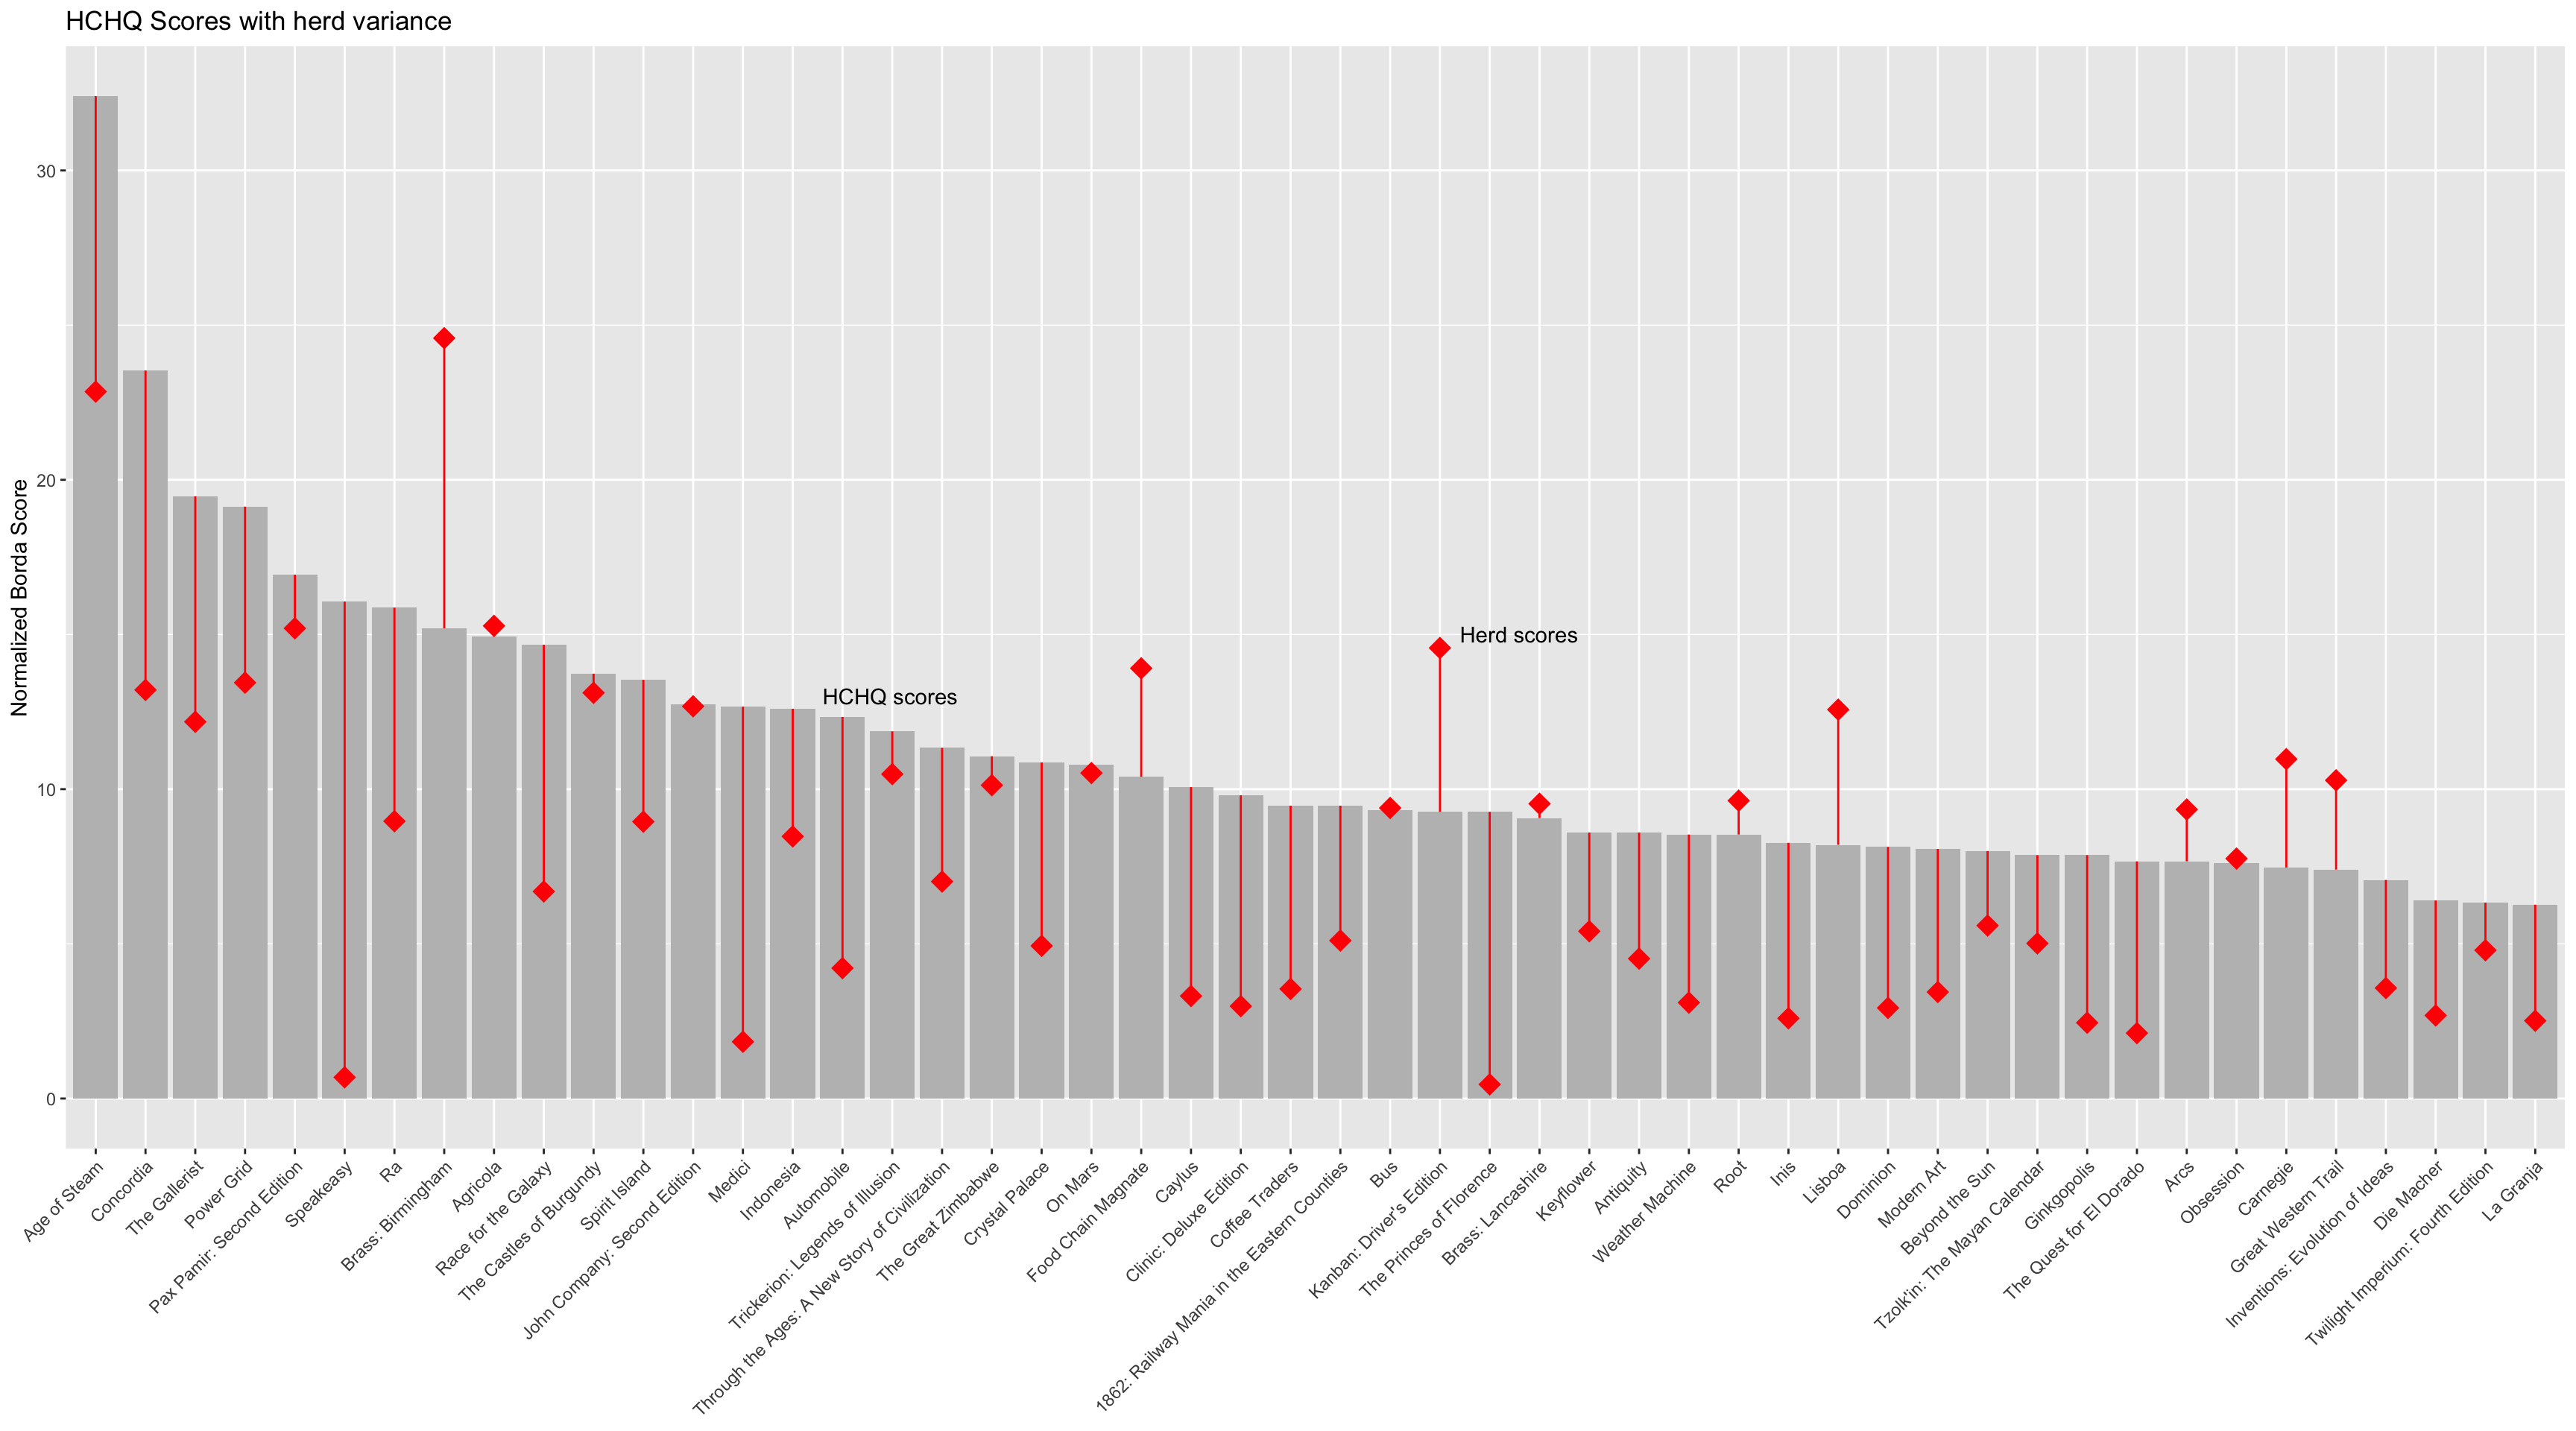 HCHQ Scores with herd variance
Normalized Borda Score
30
20
10
0
Herd scores
HCHQ scores
Age of Steam
Concordia
The Gallerist
Power Grid
Pax Pamir: Second Edition
Speakeasy
Ra
Brass: Birmingham
Agricola
Race for the Galaxy
The Castles of Burgundy
Spirit Island
John Company: Second Edition
Medici
Indonesia
Automobile
Trickerion: Legends of Illusion
Through the Ages: A New Story of Civilization
The Great Zimbabwe
Crystal Palace
On Mars
Food Chain Magnate
Caylus
Clinic: Deluxe Edition
Coffee Traders
1862: Railway Mania in the Eastern Counties
Bus
Kanban: Driver's Edition
The Princes of Florence
Brass: Lancashire
Keyflower
Antiquity
Weather Machine
Root
Inis
Lisboa
Dominion
Modern Art
Beyond the Sun
Tzolk'in: The Mayan Calendar
Ginkgopolis
The Quest for El Dorado
Arcs
Obsession
Carnegie
Great Western Trail
Inventions: Evolution of Ideas
Die Macher
Twilight Imperium: Fourth Edition
La Granja